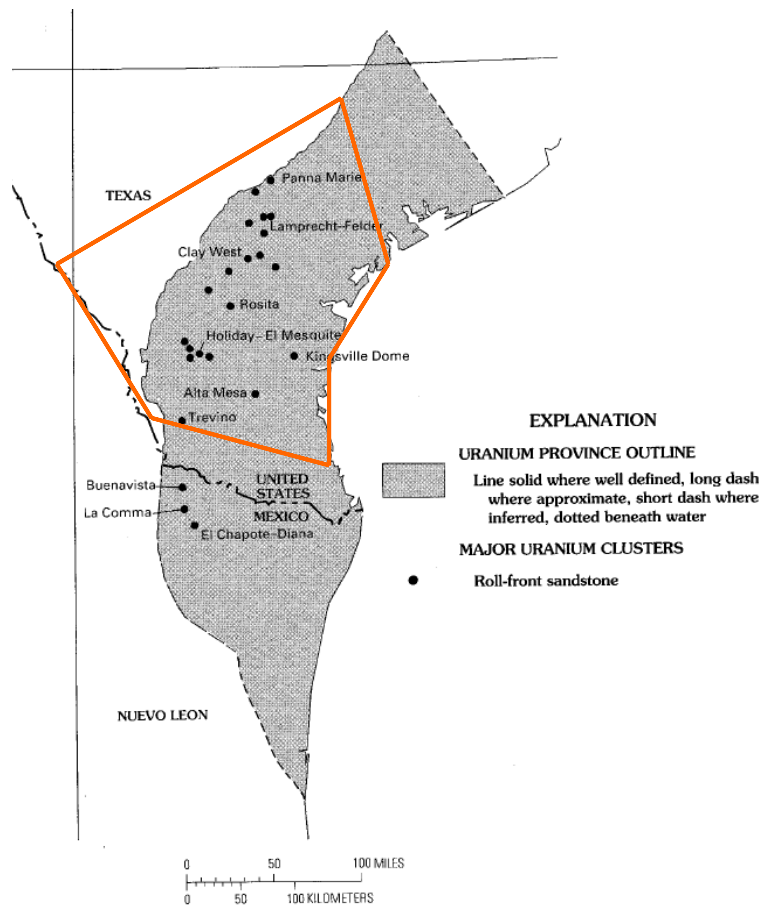 TEXAS
Panna Marie
Lamprecht-Felder
Clay West
Rosita
Holiday-El Mesquite
Kingsville Dome
Alta Mesa
Trevino
Buenavista
UNITED
STATES
La Comma
MEXICO
El Chapote-Diana
NUEVO LEON
EXPLANATION
URANIUM PROVINCE OUTLINE
Line solid where well defined, long dash
where approximate, short dash where
inferred, dotted beneath water
MAJOR URANIUM CLUSTERS
Roll-front sandstone
0 50 100 MILES
0 50 100 KILOMETERS